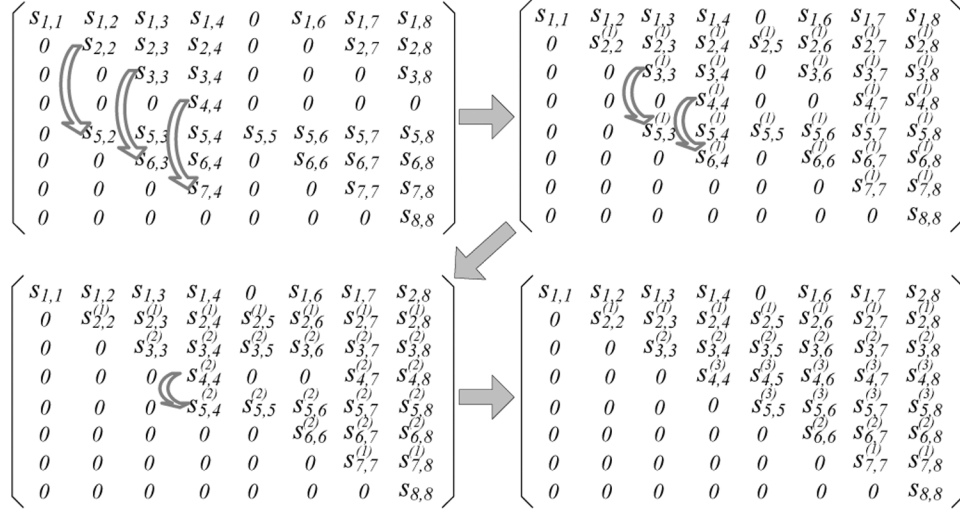 s1,1 s1,2 s1,3 s1,4 0 s1,6 s1,7 s1,8
0 s2,2 s2,3 s2,4 0 0 s2,7 s2,8
0 0 s3,3 s3,4 0 0 0 s3,8
0 0 0 s4,4 0 0 0 0
0 s5,2 s5,3 s5,4 s5,5 s5,6 s5,7 s5,8
0 0 s6,3 s6,4 0 s6,6 s6,7 s6,8
0 0 0 s7,4 0 0 s7,7 s7,8
0 0 0 0 0 0 0 s8,8
s1,1 s1,2 s1,3 s1,4 0 s1,6 s1,7 s1,8
0 s(1)2,2 s(1)2,3 s(1)2,4 s(1)2,5 s(1)2,6 s(1)2,7 s(1)2,8
0 0 s(1)3,3 s(1)3,4 0 s(1)3,6 s(1)3,7 s(1)3,8
0 0 0 s(1)4,4 0 0 s(1)4,7 s(1)4,8
0 0 s(1)5,3 s(1)5,4 s(1)5,5 s(1)5,6 s(1)5,7 s(1)5,8
0 0 0 s(1)6,4 0 s(1)6,6 s(1)6,7 s(1)6,8
0 0 0 0 0 0 s(1)7,7 s(1)7,8
0 0 0 0 0 0 0 s8,8
s1,1 s1,2 s1,3 s1,4 0 s1,6 s1,7 s2,8
0 s(1)2,2 s(1)2,3 s(1)2,4 s(1)2,5 s(1)2,6 s(1)2,7 s(1)2,8
0 0 s(2)3,3 s(2)3,4 s(2)3,5 s(2)3,6 s(2)3,7 s(2)3,8
0 0 0 s(2)4,4 0 0 s(2)4,7 s(2)4,8
0 0 0 s(2)5,4 s(2)5,5 s(2)5,6 s(2)5,7 s(2)5,8
0 0 0 0 0 s(2)6,6 s(2)6,7 s(2)6,8
0 0 0 0 0 0 s(1)7,7 s(1)7,8
0 0 0 0 0 0 0 s8,8
s1,1 s1,2 s1,3 s1,4 0 s1,6 s1,7 s2,8
0 s(1)2,2 s(1)2,3 s(1)2,4 s(1)2,5 s(1)2,6 s(1)2,7 s(1)2,8
0 0 s(2)3,3 s(2)3,4 s(2)3,5 s(2)3,6 s(2)3,7 s(2)3,8
0 0 0 s(3)4,4 s(3)4,5 s(3)4,6 s(3)4,7 s(3)4,8
0 0 0 0 s(3)5,5 s(3)5,6 s(3)5,7 s(3)5,8
0 0 0 0 0 s(2)6,6 s(2)6,7 s(2)6,8
0 0 0 0 0 0 s(1)7,7 s(1)7,8
0 0 0 0 0 0 0 s8,8